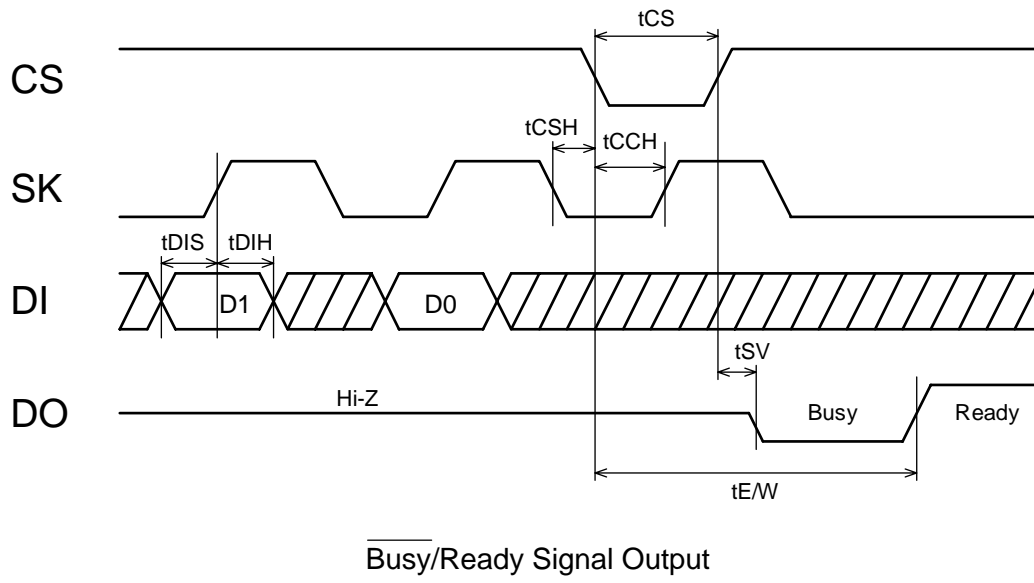 tCS
CS
tCSH
tCCH
SK
tDIS
tDIH
DI
D1
D0
tSV
DO
Hi-Z
Busy
Ready
tE/W
Busy/Ready Signal Output